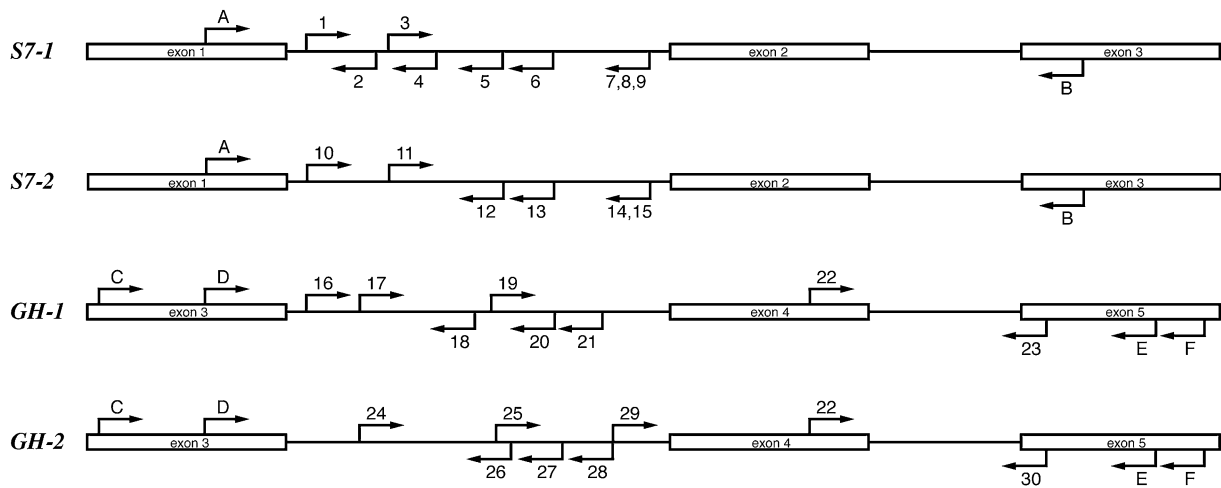 A 1 3
S7-1 exon 1 exon 2 exon 3
2 4 5 6 7,8,9 B
A 10 11
S7-2 exon 1 exon 2 exon 3
12 13 14,15 B
C D 16 17 19 22
GH-1 exon 3 exon 4 exon 5
18 20 21 23 E F
C D 24 25 29 22
GH-2 exon 3 exon 4 exon 5
26 27 28 30 E F